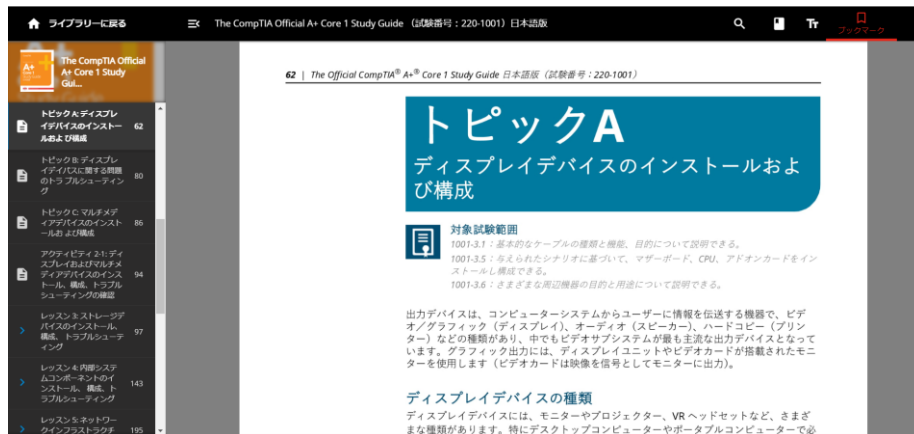 ライブラリーに戻る
The CompTIA Official A+ Core 1 Study Guide（試験番号：220-1001）日本語版
Tт
ブックマーク
The CompTIA Official
A+ Core 1 Study
Gui...
トピック A: ディスプレ
イデバイスのインストー
ルおよ び構成
62
トピック B: ディスプレ
イデイパスに関する問題
のトラ ブルシューティン
グ
80
トピック C: マルチメデ
ィアデバイスのインスト
ールお よび構成
86
アクティビティ 2-1: ディ
スプレイおよびマルチメ
ディアデバイスのインス
トール、構成、トラブル
シューティングの確認
94
レッスン 3: ストレージデ
バイスのインストール、
構成、トラブルシューテ
ィング
97
レッスン 4: 内部システ
ムコンポーネントのイ
ンストール、 構成、ト
ラブルシューティング
143
レッスン 5: ネットワー
クインフラストラクチ
195
62 | The Official CompTIA® A+® Core 1 Study Guide 日本語版（試験番号：220-1001）
トピックA
ディスプレイデバイスのインストールおよ
び構成
対象試験範囲
1001-3.1：基本的なケーブルの種類と機能、目的について説明できる。
1001-3.5：与えられたシナリオに基づいて、マザーボード、CPU、アドオンカードをイン
ストールし構成できる。
1001-3.6：さまざまな周辺機器の目的と用途について説明できる。
出力デバイスは、コンピューターシステムからユーザーに情報を伝送する機器で、ビデ
オ／グラフィック（ディスプレイ）、オーディオ（スピーカー）、ハードコピー（プリン
ター）などの種類があり、中でもビデオサブシステムが最も主流な出力デバイスとなって
います。グラフィック出力には、ディスプレイユニットやビデオカードが搭載されたモニ
ターを使用します（ビデオカードは映像を信号としてモニターに出力）。
ディスプレイデバイスの種類
ディスプレイデバイスには、モニターやプロジェクター、VR ヘッドセットなど、さまざ
まな種類があります。特にデスクトップコンピューターやポータブルコンピューターで必